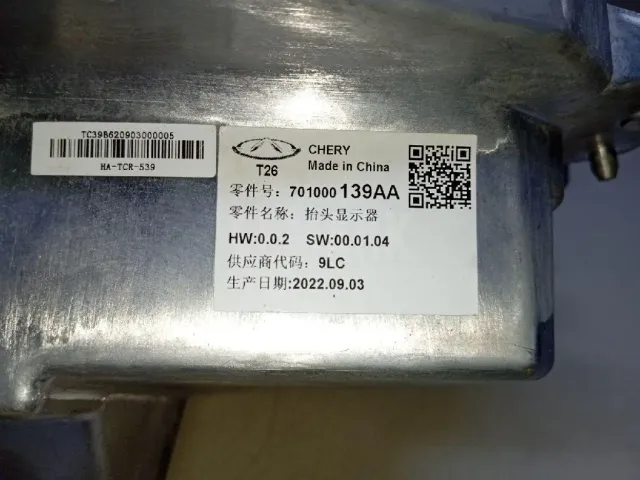 TC39B620903000005
HA-TCR-539
CHERY
T26
Made in China
零件号: 701000139AA
零件名称: 抬头显示器
HW:0.0.2 SW:00.01.04
供应商代码: 9LC
生产日期:2022.09.03